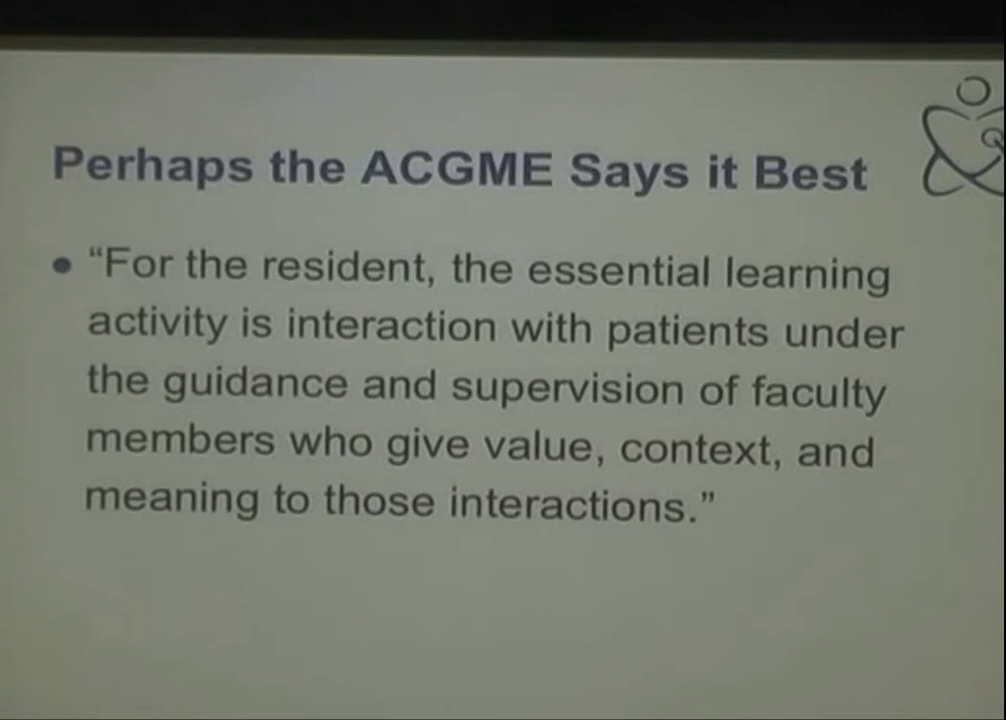 Perhaps the ACGME Says it Best
• “For the resident, the essential learning
activity is interaction with patients under
the guidance and supervision of faculty
members who give value, context, and
meaning to those interactions.”